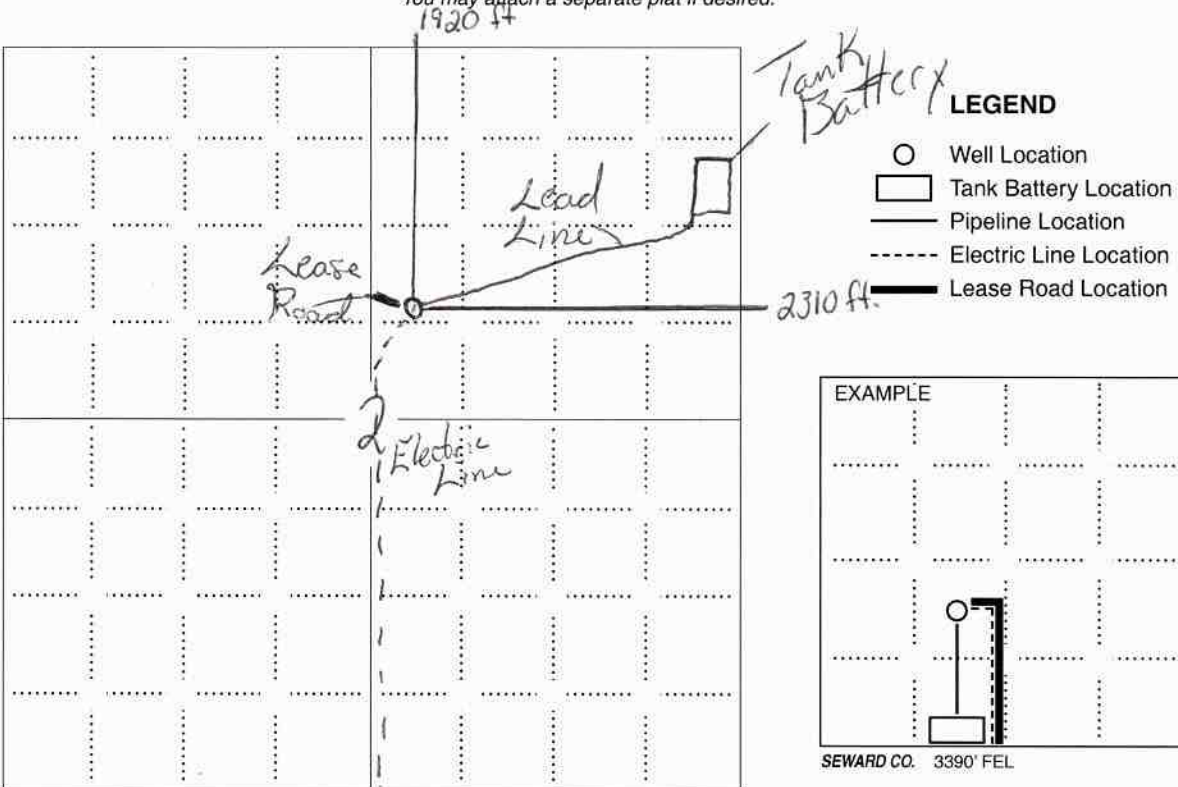 You may attach a separate plat if desired.
1920 ft
Tank
Battery
LEGEND
Well Location
Tank Battery Location
Pipeline Location
Electric Line Location
Lease Road Location
Lead
Line
Lease
Road
2310 ft.
2
Electric
Line
EXAMPLE
SEWARD CO. 3390' FEL